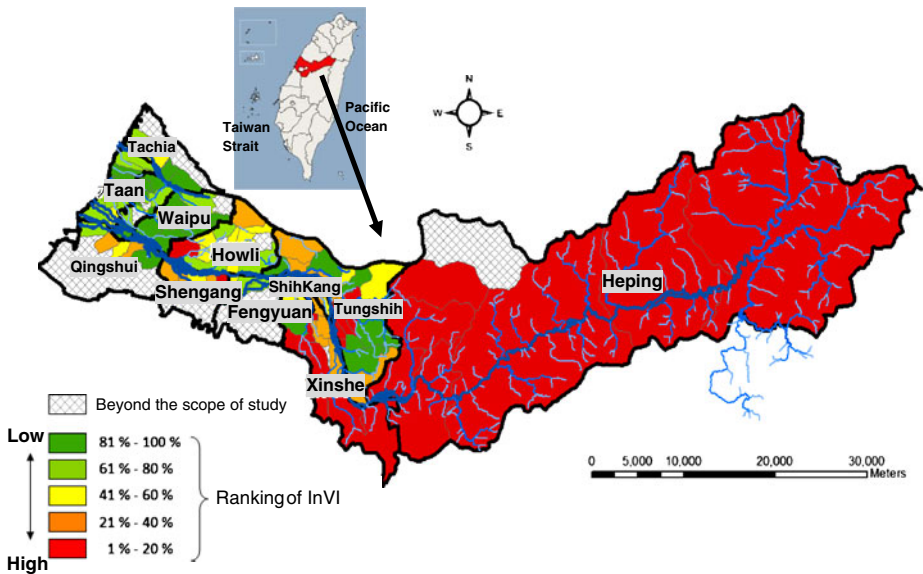 Taiwan
Strait
Pacific
Ocean
N
W
E
S
Tachia
Taan
Waipu
Howli
Qingshui
Shengang
ShihKang
Fengyuan
Tungshih
Xinshe
Heping
Beyond the scope of study
Low
81 % - 100 %
61 % - 80 %
41 % - 60 %
21 % - 40 %
1 % - 20 %
High
Ranking of InVI
0 5,000 10,000 20,000 30,000
Meters